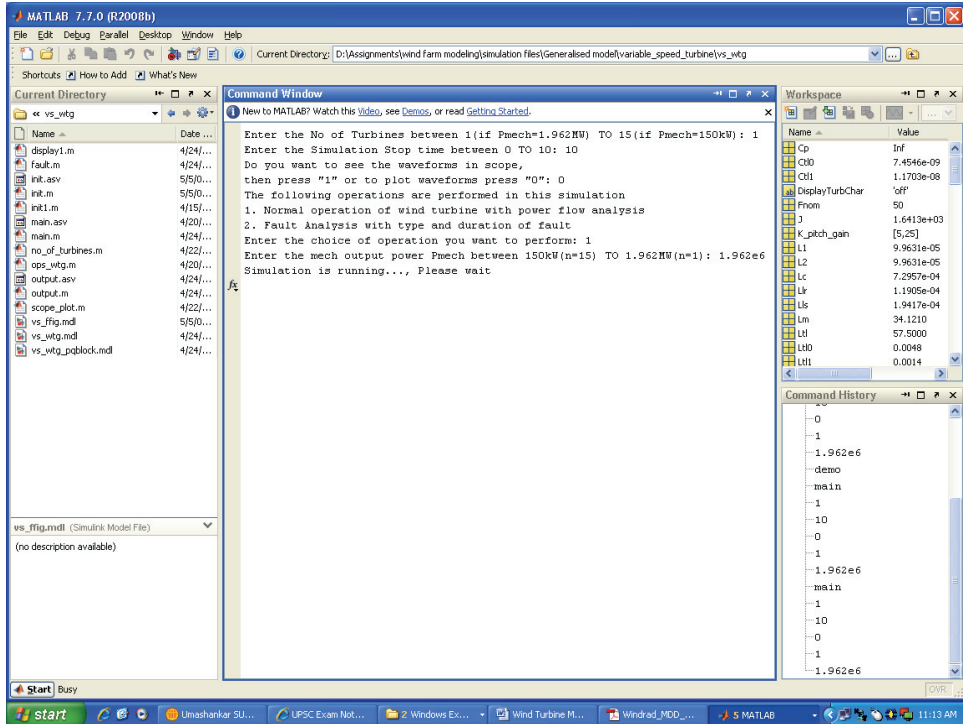 MATLAB 7.7.0 (R2008b)
File Edit Debug Parallel Desktop Window Help
Current Directory: D:\Assignments\wind farm modeling\simulation files\Generalised model\variable_speed_turbine\vs_wtg
Shortcuts How to Add What's New
Current Directory
« vs_wtg
Name Date ...
display1.m 4/24/...
fault.m 4/24/...
init.asv 5/5/0...
init.m 5/5/0...
init1.m 4/15/...
main.asv 4/20/...
main.m 4/24/...
no_of_turbines.m 4/22/...
ops_wtg.m 4/20/...
output.asv 4/24/...
output.m 4/24/...
scope_plot.m 4/22/...
vs_ffig.mdl 5/5/0...
vs_wtg.mdl 4/24/...
vs_wtg_pqblock.mdl 4/24/...
vs_ffig.mdl (Simulink Model File)
(no description available)
Command Window
New to MATLAB? Watch this Video, see Demos, or read Getting Started.
Enter the No of Turbines between 1(if Pmech=1.962MW) TO 15(if Pmech=150kW): 1
Enter the Simulation Stop time between 0 TO 10: 10
Do you want to see the waveforms in scope,
then press "1" or to plot waveforms press "0": 0
The following operations are performed in this simulation
1. Normal operation of wind turbine with power flow analysis
2. Fault Analysis with type and duration of fault
Enter the choice of operation you want to perform: 1
Enter the mech output power Pmech between 150KW(n=15) TO 1.962MW(n=1): 1.962e6
Simulation is running..., Please wait
fx
Workspace
Name Value
Cp Inf
Ctl0 7.4546e-09
Ctl1 1.1703e-08
DisplayTurbChar 'off'
Fnom 50
J 1.6413e+03
K_pitch_gain [5,25]
L1 9.9631e-05
L2 9.9631e-05
Lc 7.2957e-04
Llr 1.1905e-04
Lls 1.9417e-04
Lm 34.1210
Ltl 57.5000
Ltl0 0.0048
Ltl1 0.0014
Command History
0
1
1.962e6
demo
main
1
10
0
1
1.962e6
main
1
10
0
1
1.962e6
Start Busy
OVR
start
Umashankar SU...
UPSC Exam Not...
2 Windows Ex...
Wind Turbine M...
Windrad_MDD_...
5 MATLAB
11:13 AM